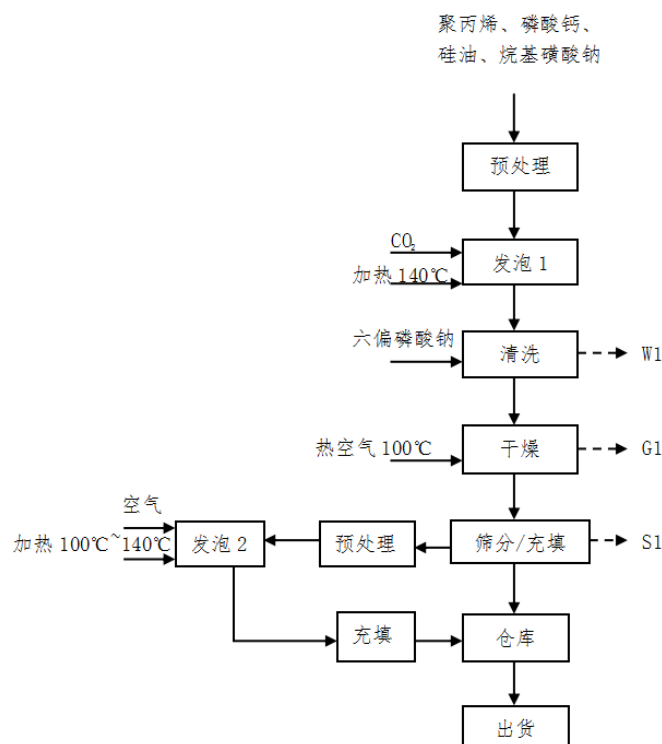 聚丙烯、磷酸钙、
硅油、烷基磺酸钠
预处理
CO₂
加热 140℃
发泡 1
六偏磷酸钠
清洗
W1
热空气 100℃
干燥
G1
空气
加热 100℃~140℃
发泡 2
预处理
筛分/充填
S1
充填
仓库
出货